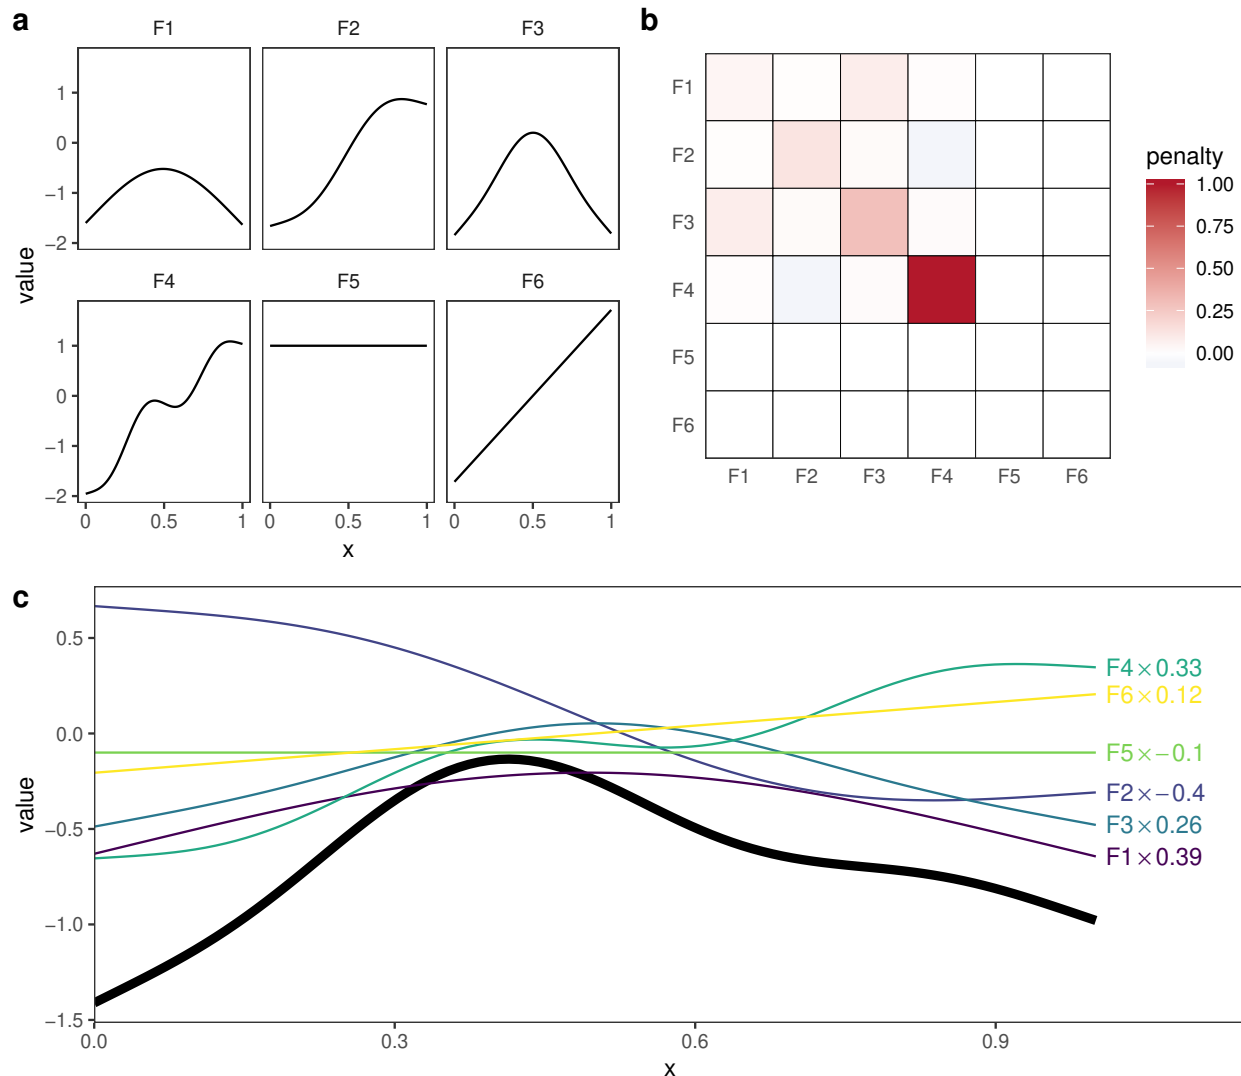 a
F1 F2 F3
1
0
−1
−2
F4 F5 F6
1
0
−1
−2
value
0 0.5 1 0 0.5 1 0 0.5 1
x
b
F1
F2
F3
F4
F5
F6
F1 F2 F3 F4 F5 F6
penalty
1.00
0.75
0.50
0.25
0.00
c
0.5
0.0
−0.5
−1.0
−1.5
value
F4×0.33
F6×0.12
F5×−0.1
F2×−0.4
F3×0.26
F1×0.39
0.0 0.3 0.6 0.9
x